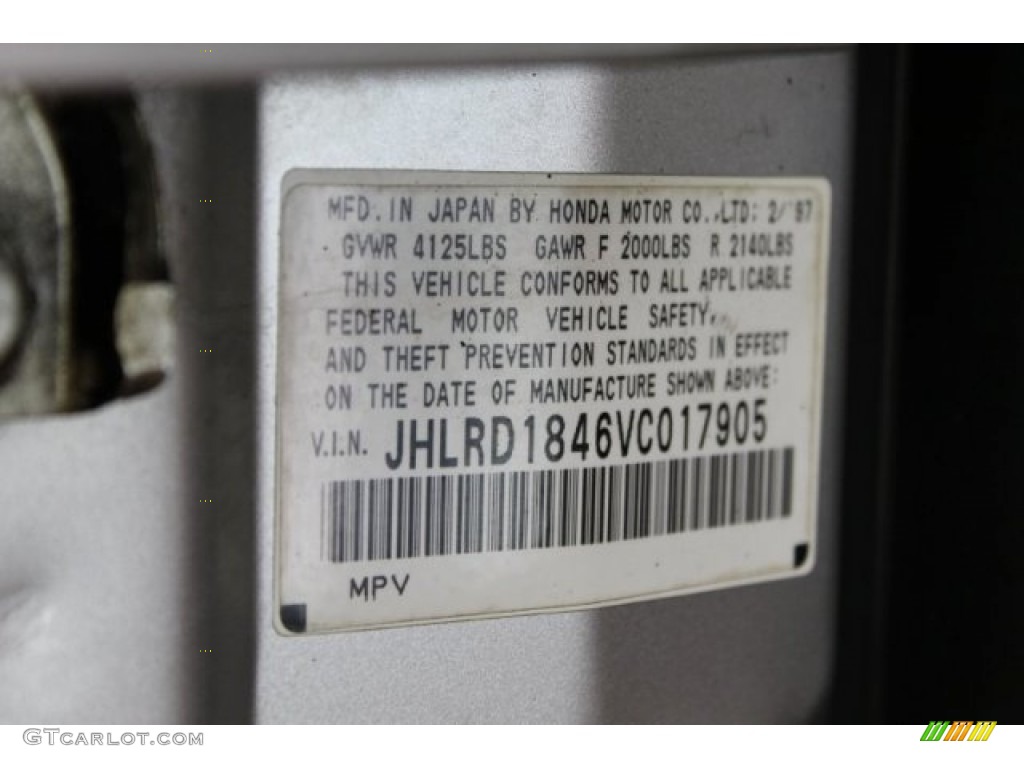 MFD. IN JAPAN BY HONDA MOTOR CO.,LTD: 2/'97
GVWR 4125LBS GAWR F 2000LBS R 2140LBS
THIS VEHICLE CONFORMS TO ALL APPLICABLE
FEDERAL MOTOR VEHICLE SAFETY,
AND THEFT PREVENTION STANDARDS IN EFFECT
ON THE DATE OF MANUFACTURE SHOWN ABOVE:
V.I.N. JHLRD1846VC017905
MPV
GTCarlot.com